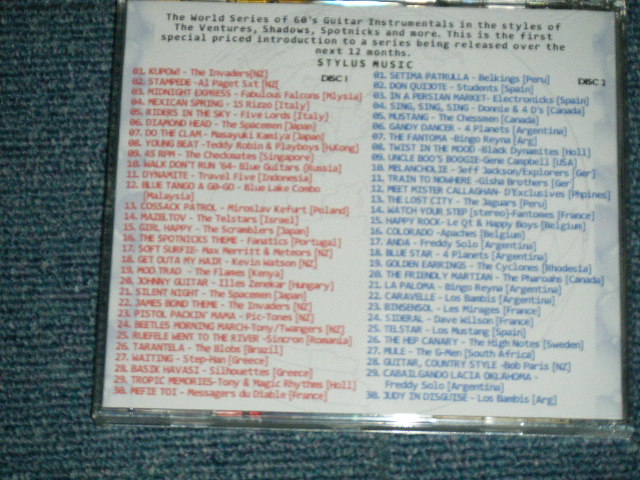 The World Series of 60's Guitar Instrumentals in the styles of
The Ventures, Shadows, Spotnicks and more. This is the first
special priced introduction to a series being released over the
next 12 months.
STYLUS MUSIC
DISC 1
01. KUPOW! - The Invaders[NZ]
02. STAMPEDE - Al Paget Sxt [NZ]
03. MIDNIGHT EXPRESS - Fabulous Falcons [Mlysia]
04. MEXICAN SPRING - 15 Rizzo [Italy]
05. RIDERS IN THE SKY - Five Lords [Italy]
06. DIAMOND HEAD - The Spacemen [Japan]
07. DO THE CLAM - Masayuki Kamiya [Japan]
08. YOUNG BEAT -Teddy Robin & Playboys [H.Kong]
09. 45 RPM - The Checkmates [Singapore]
10. WALK DON'T RUN '64- Blue Guitars [Russia]
11. DYNAMITE - Travel Five [Indonesia]
12. BLUE TANGO A GO-GO - Blue Lake Combo
[Malaysia]
13. COSSACK PATROL - Miroslav Kefurt [Poland]
14. MAZELTOV - The Telstars [Israel]
15. GIRL HAPPY - The Scramblers [Japan]
16. THE SPOTNICKS THEME - Fanatics [Portugal]
17. SOFT SURFIE- Max Merritt & Meteors [NZ]
18. GET OUTA MY HAIR - Kevin Watson [NZ]
19. MOD TRAD - The Flames [Kenya]
20. JOHNNY GUITAR - Illes Zenekar [Hungary]
21. SILENT NIGHT - The Spacemen [Japan]
22. JAMES BOND THEME - The Invaders [NZ]
23. PISTOL PACKIN' MAMA - Pic-Tones [NZ]
24. BEETLES MORNING MARCH-Tony/Twangers [NZ]
25. RUEFELE WENT TO THE RIVER -Sincron [Romania]
26. TARANTELA - The Blobs [Brazil]
27. WAITING - Step-Han [Greece]
28. BASIK HAVASI - Silhouettes [Greece]
29. TROPIC MEMORIES-Tony & Magic Rhythms [Holl]
30. MEFIE TOI - Messagers du Diable [France]
DISC 2
01. SETIMA PATRULLA - Belkings [Peru]
02. DON QUIJOTE - Students [Spain]
03. IN A PERSIAN MARKET- Electronicks [Spain]
04. SING, SING, SING - Donnie & 4 D's [Canada]
05. MUSTANG - The Chessmen [Canada]
06. GANDY DANCER - 4 Planets [Argentina]
07. THE FANTOMA -Bingo Reyna [Arg]
08. TWIST IN THE MOOD -Black Dynamites [Holl]
09. UNCLE BOO'S BOOGIE-Gene Campbell [USA]
10. MELANCHOLIE -Jeff Jackson/Explorers [Ger]
11. TRAIN TO NOWHERE -Gisha Brothers [Ger]
12. MEET MISTER CALLAGHAN- D'Exclusives [Phpines]
13. THE LOST CITY - The Jaguars [Peru]
14. WATCH YOUR STEP [stereo]-Fantomes [France]
15. HAPPY ROCK- Le Qt & Happy Boys [Belgium]
16. COLORADO -Apaches [Belgium]
17. ANDA - Freddy Solo [Argentina]
18. BLUE STAR - 4 Planets [Argentina]
19. GOLDEN EARRINGS - The Cyclones [Rhodesia]
20. THE FRIENDLY MARTIAN - The Pharoahs [Canada]
21. LA PALOMA - Bingo Reyna [Argentina]
22. CARAVELLE - Los Bambis [Argentina]
23. BINSENSOL - Les Mirages [France]
24. SIDERAL - Dave Wilson [France]
25. TELSTAR - Los Mustang [Spain]
26. THE HEP CANARY - The High Notes [Sweden]
27. MULE - The G-Men [South Africa]
28. GUITAR, COUNTRY STYLE -Bob Paris [NZ]
29. CABAILGANDO LACIA OKLAHOMA -
Freddy Solo [Argentina]
30. JUDY IN DISGUISE - Los Bambis [Arg]